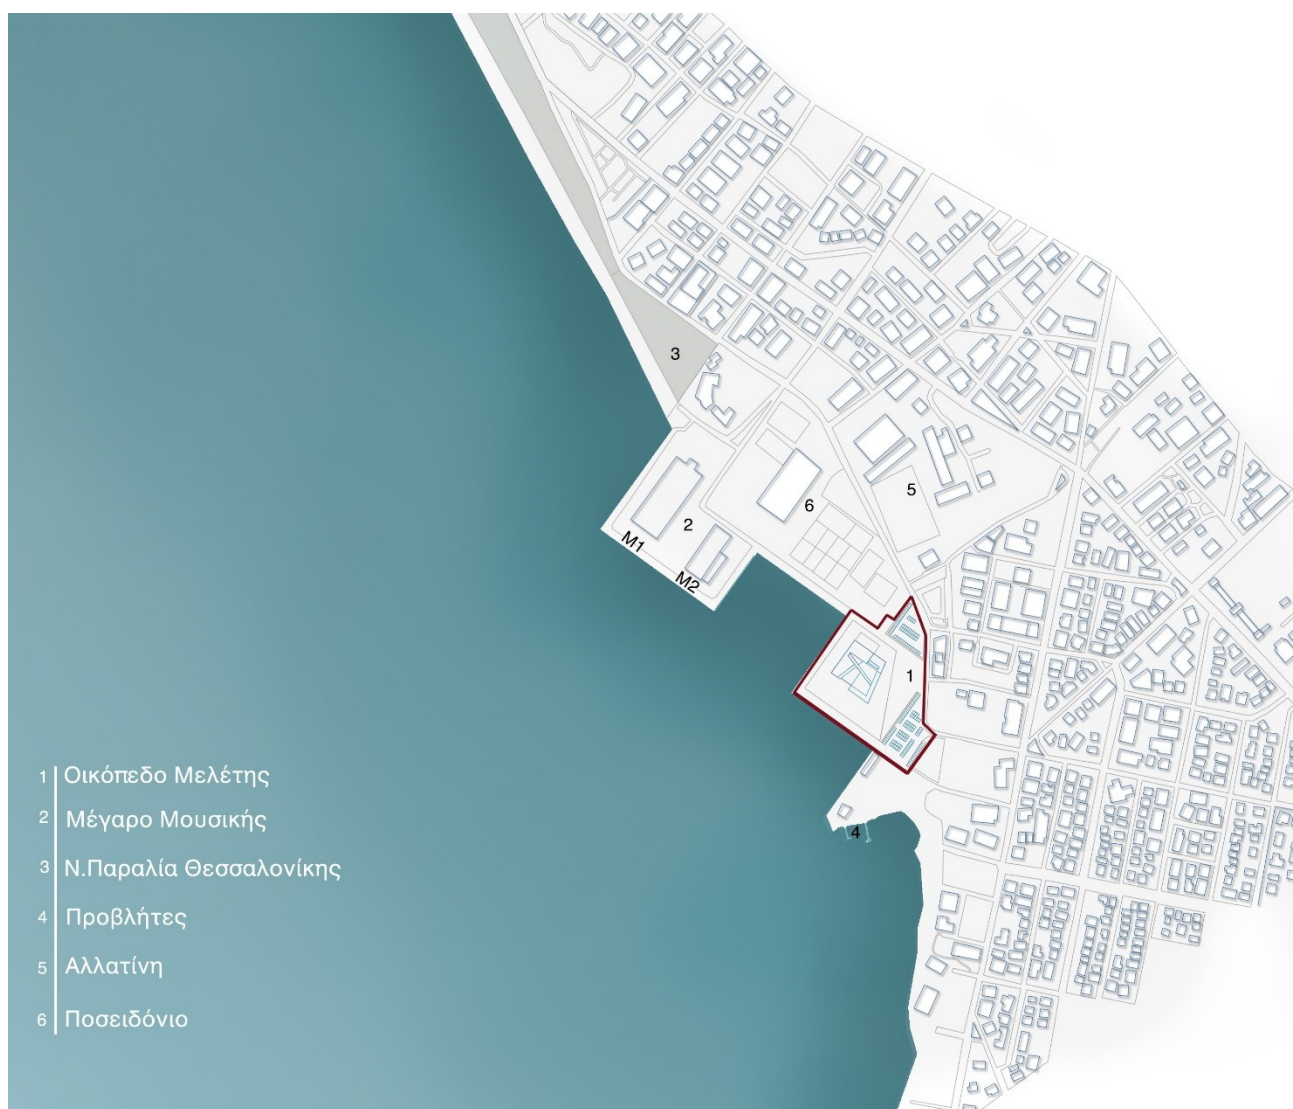 3
5
6
2
M1
M2
1
4
1 Οικόπεδο Μελέτης
2 Μέγαρο Μουσικής
3 Ν.Παραλία Θεσσαλονίκης
4 Προβλήτες
5 Αλλατίνη
6 Ποσειδόνιο